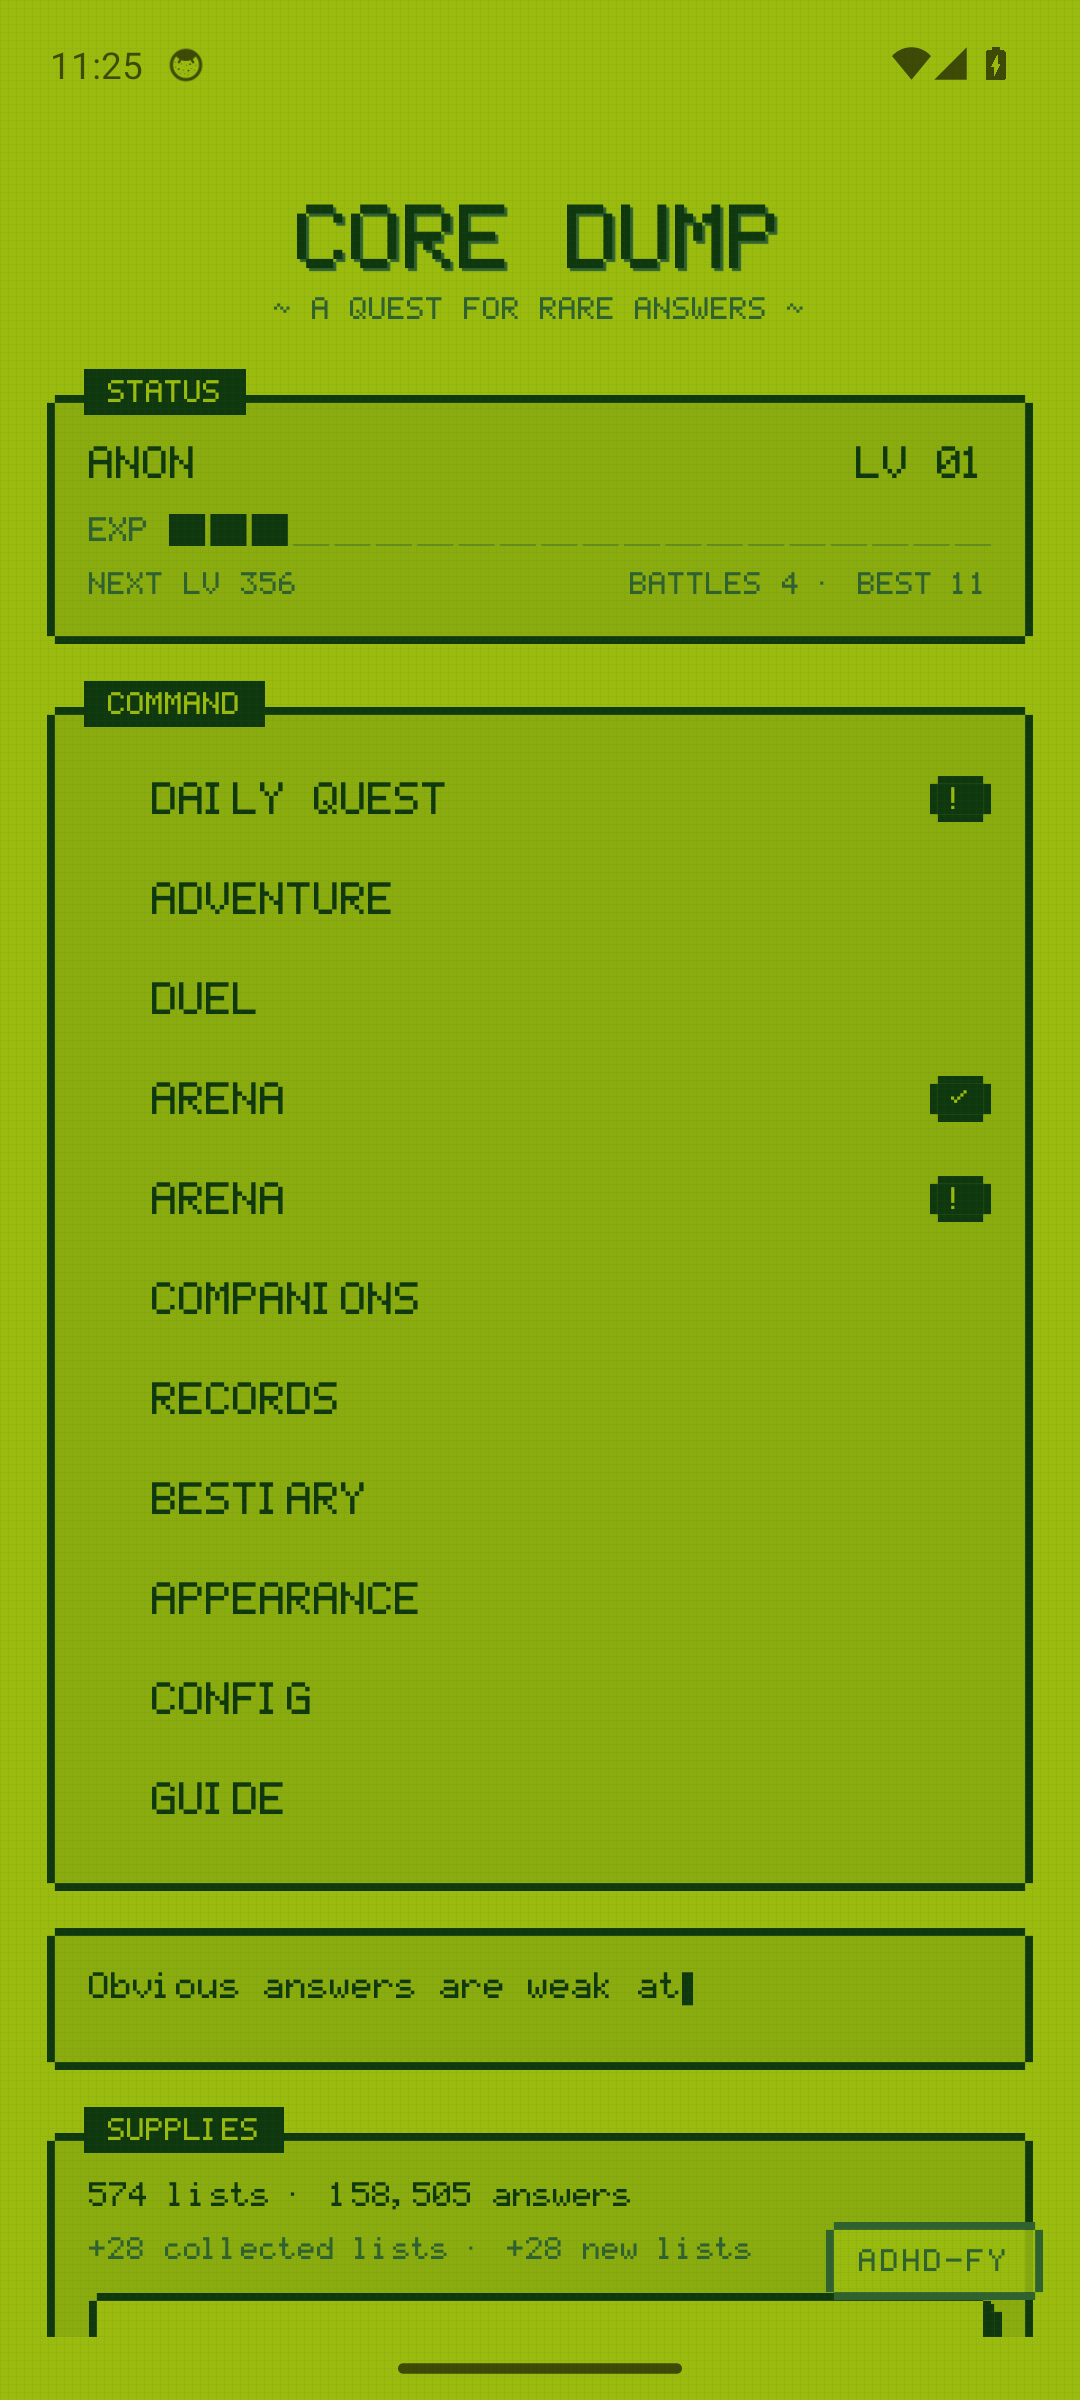 11:25
CORE DUMP
~ A QUEST FOR RARE ANSWERS ~
STATUS
ANON LV 01
EXP
NEXT LV 356 BATTLES 4 · BEST 11
COMMAND
DAILY QUEST !
ADVENTURE
DUEL
ARENA ✓
ARENA !
COMPANIONS
RECORDS
BESTIARY
APPEARANCE
CONFIG
GUIDE
Obvious answers are weak at
SUPPLIES
574 lists · 158,505 answers
+28 collected lists · +28 new lists
ADHD-FY